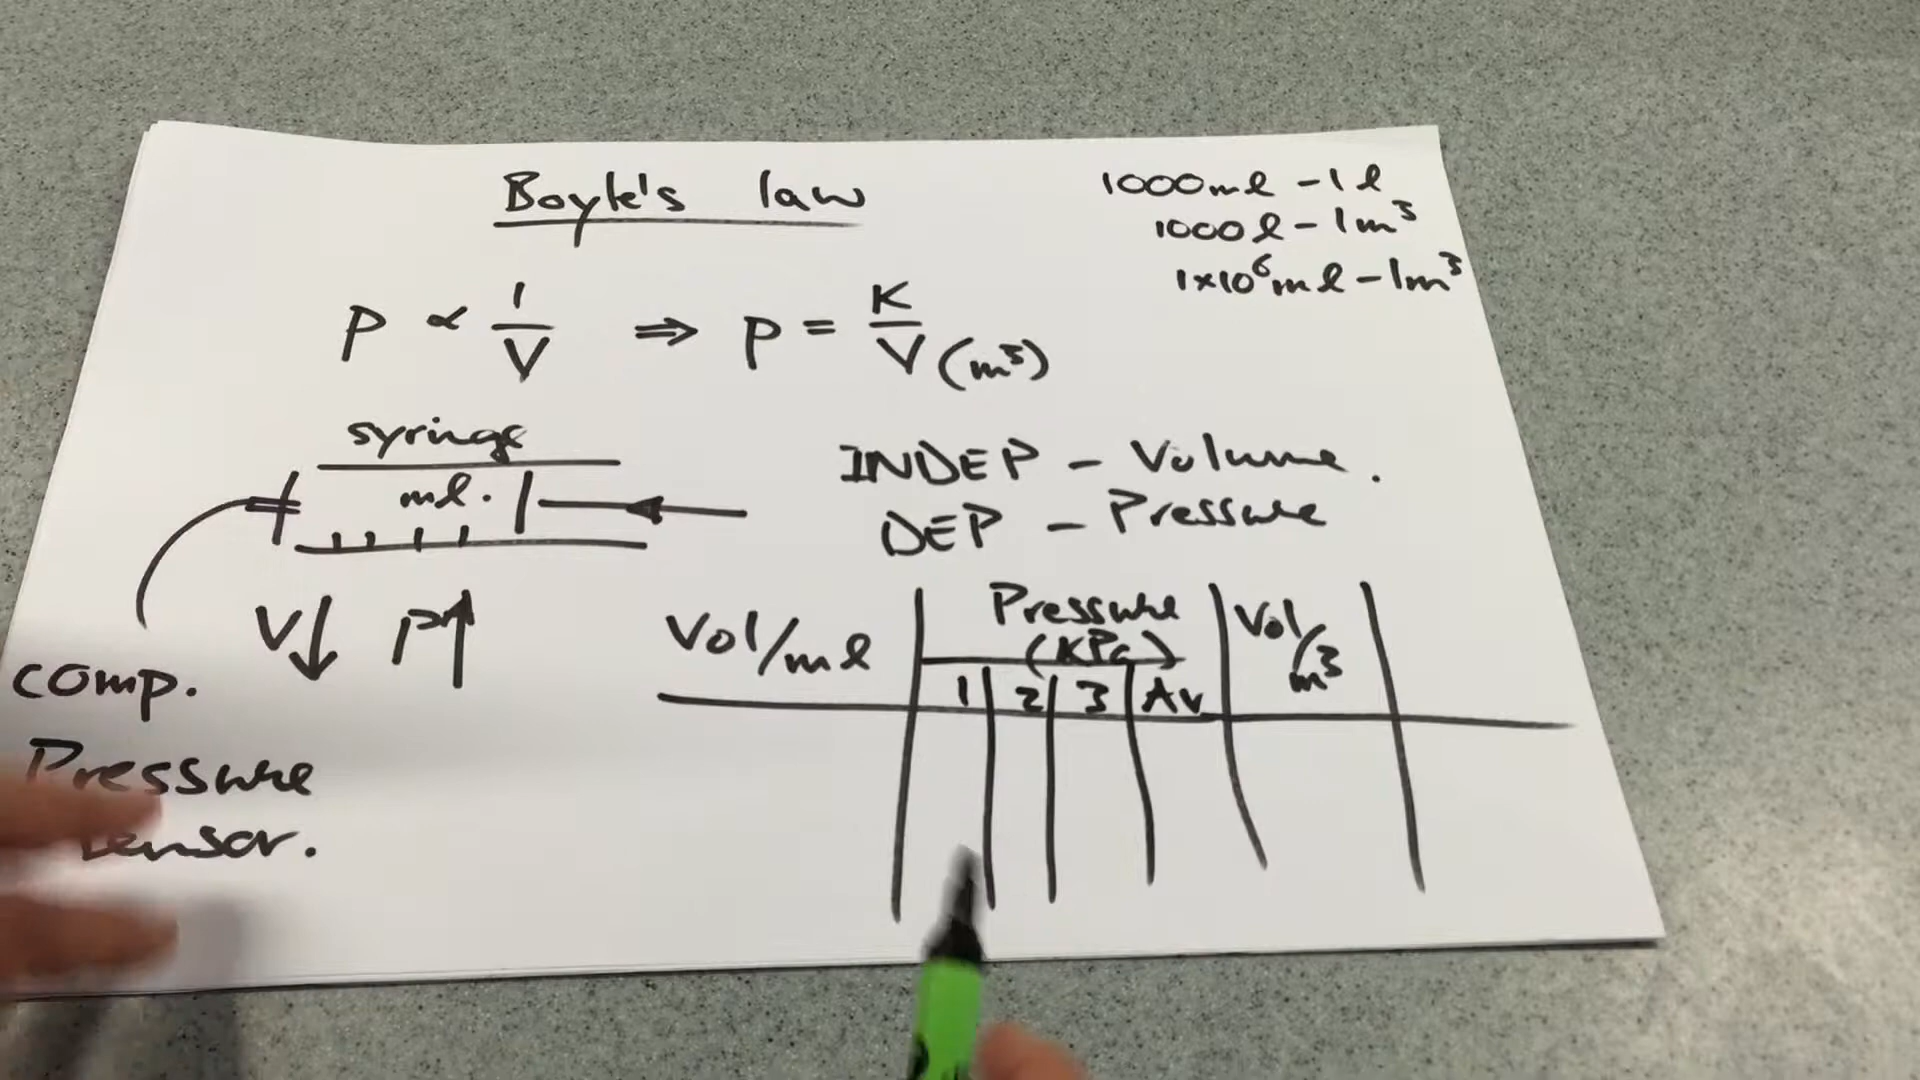 Boyle's law
1000ml - 1l
1000l - 1m³
1x10⁶ml - 1m³
P ∝ 1/V ⇒ P = K/V (m³)
syringe
ml.
INDEP - Volume.
DEP - Pressure
V↓ P↑
comp.
Pressure
sensor.
Vol/ml
Pressure
(KPa)
1 2 3 Av
Vol/m³